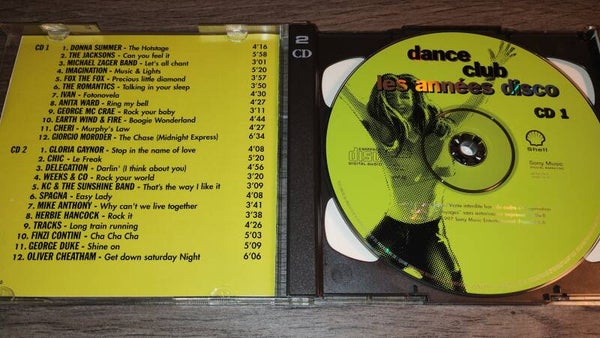 CD 1 1. DONNA SUMMER - The Hostage 4'16
2. THE JACKSONS - Can you feel it 5'58
3. MICHAEL ZAGER BAND - Let's all chant 3'01
4. IMAGINATION - Music & Lights 5'20
5. FOX THE FOX - Precious little diamond 3'57
6. THE ROMANTICS - Talking in your sleep 3'50
7. IVAN - Fotonovela 4'27
8. ANITA WARD - Ring my bell 4'27
9. GEORGE MC CRAE - Rock your baby 3'11
10. EARTH WIND & FIRE - Boogie Wonderland 4'44
11. CHERI - Murphy's Law
12. GIORGIO MORODER - The Chase (Midnight Express) 6'34
CD 2 1. GLORIA GAYNOR - Stop in the name of love 4'08
2. CHIC - Le Freak 5'20
3. DELEGATION - Darlin' (I think about you) 4'56
4. WEEKS & CO - Rock your world 5'20
5. KC & THE SUNSHINE BAND - That's the way I like it 3'09
6. SPAGNA - Easy Lady
7. MIKE ANTHONY - Why can't we live together 3'41
8. HERBIE HANCOCK - Rock it 3'38
9. TRACKS - Long train running 4'26
10. FINZI CONTINI - Cha Cha Cha 5'03
11. GEORGE DUKE - Shine on 5'09
12. OLIVER CHEATHAM - Get down saturday Night 6'06
2
CD
dance
club
les années disco
CD 1
Shell
Sony Music
COMPACT
DISC
DIGITAL AUDIO